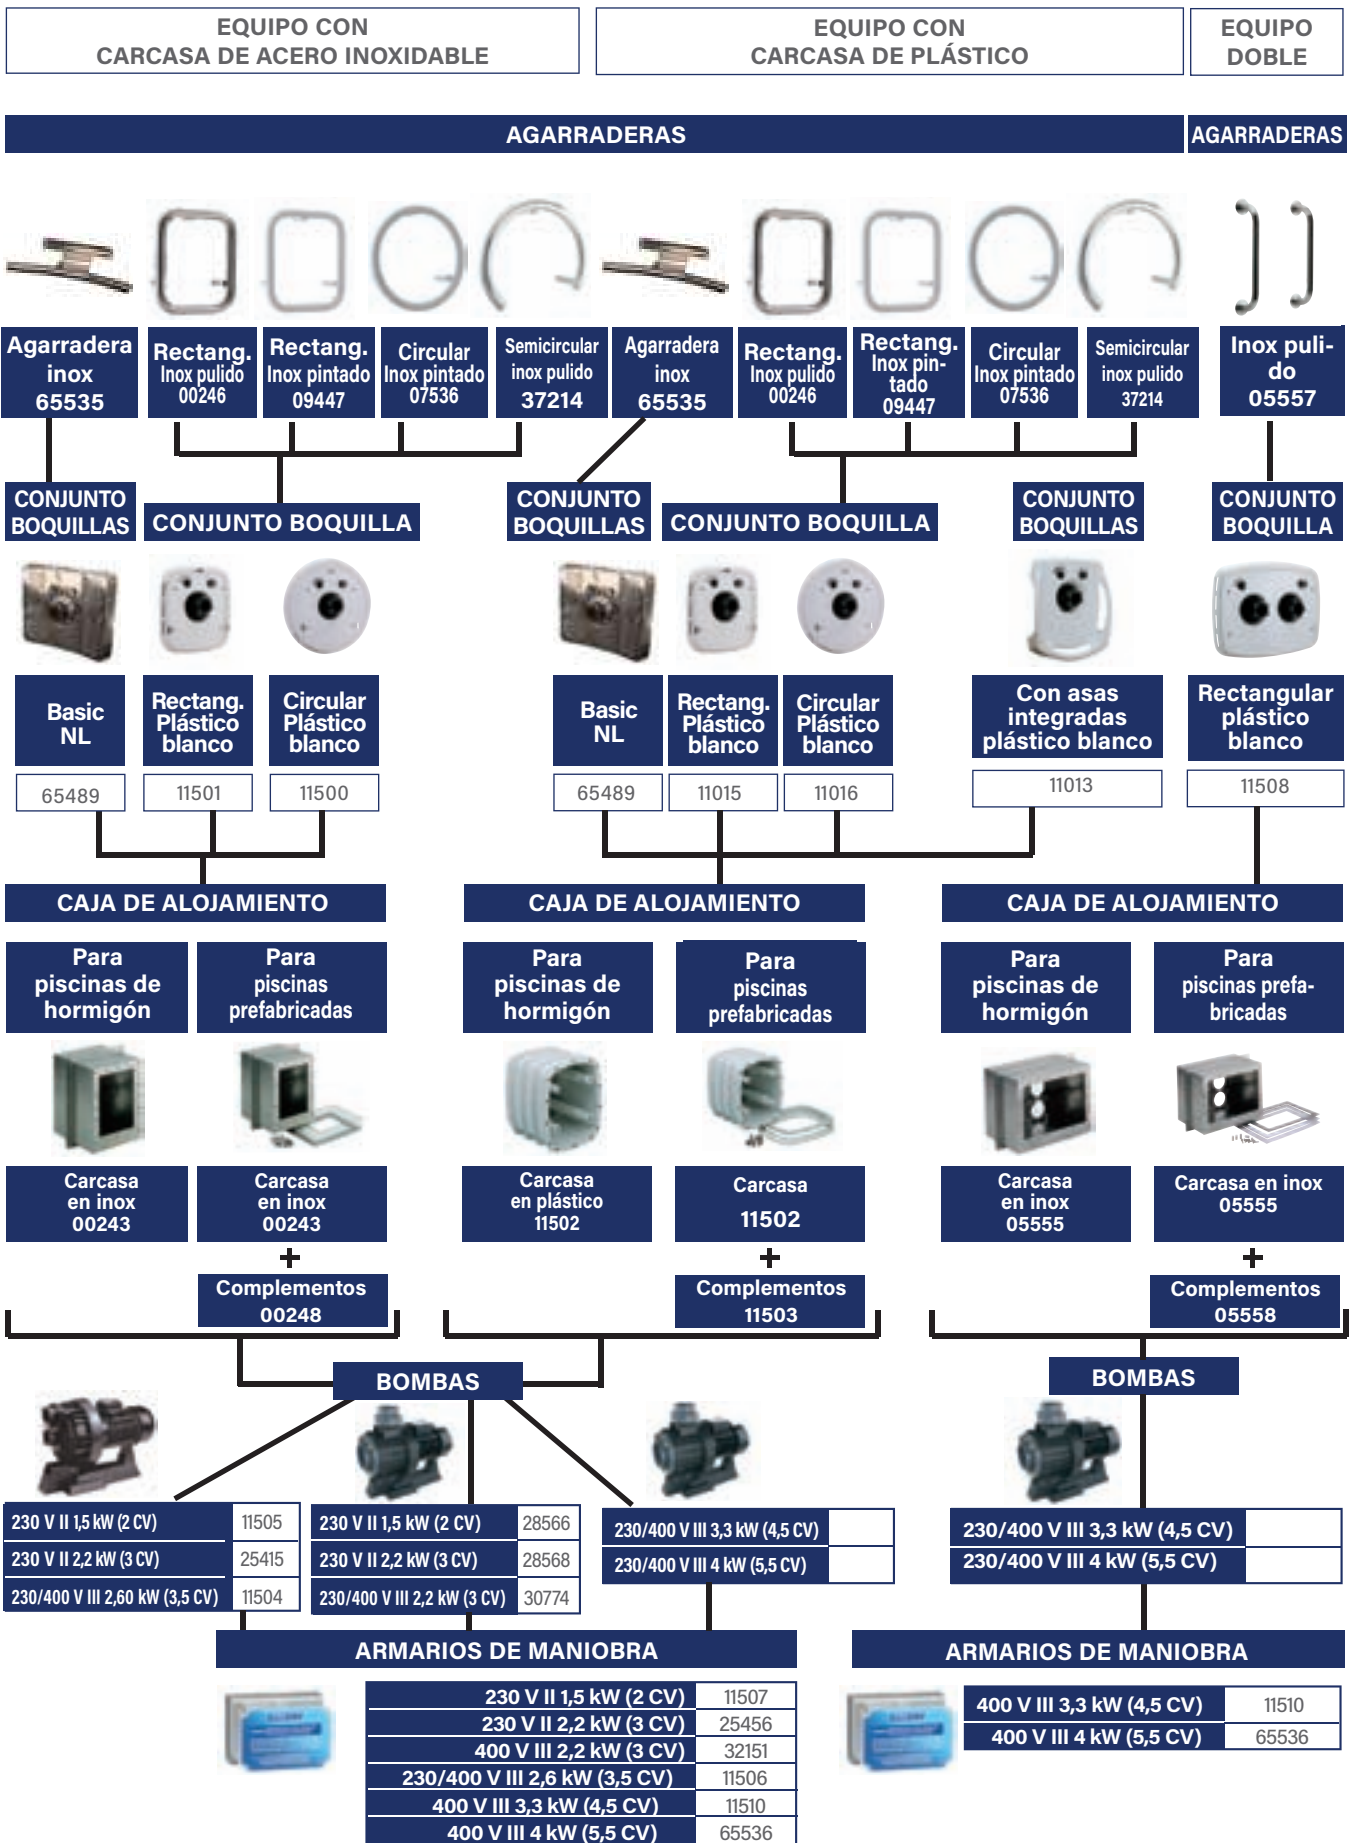 EQUIPO CON
CARCASA DE ACERO INOXIDABLE
EQUIPO CON
CARCASA DE PLÁSTICO
EQUIPO
DOBLE
AGARRADERAS
AGARRADERAS
Agarradera
inox
65535
Rectang.
Inox pulido
00246
Rectang.
Inox pintado
09447
Circular
Inox pintado
07536
Semicircular
inox pulido
37214
Agarradera
inox
65535
Rectang.
Inox pulido
00246
Rectang.
Inox pin-
tado
09447
Circular
Inox pintado
07536
Semicircular
inox pulido
37214
Inox puli-
do
05557
CONJUNTO
BOQUILLAS
CONJUNTO BOQUILLA
CONJUNTO
BOQUILLAS
CONJUNTO BOQUILLA
CONJUNTO
BOQUILLAS
CONJUNTO
BOQUILLA
Basic
NL
Rectang.
Plástico
blanco
Circular
Plástico
blanco
Basic
NL
Rectang.
Plástico
blanco
Circular
Plástico
blanco
Con asas
integradas
plástico blanco
Rectangular
plástico
blanco
65489
11501
11500
65489
11015
11016
11013
11508
CAJA DE ALOJAMIENTO
CAJA DE ALOJAMIENTO
CAJA DE ALOJAMIENTO
Para
piscinas de
hormigón
Para
piscinas
prefabricadas
Para
piscinas de
hormigón
Para
piscinas
prefabricadas
Para
piscinas de
hormigón
Para
piscinas prefa-
bricadas
Carcasa
en inox
00243
Carcasa
en inox
00243
Carcasa
en plástico
11502
Carcasa
11502
Carcasa
en inox
05555
Carcasa en inox
05555
+
+
+
Complementos
00248
Complementos
11503
Complementos
05558
BOMBAS
BOMBAS
230 V II 1,5 kW (2 CV) 11505
230 V II 2,2 kW (3 CV) 25415
230/400 V III 2,60 kW (3,5 CV) 11504
230 V II 1,5 kW (2 CV) 28566
230 V II 2,2 kW (3 CV) 28568
230/400 V III 2,2 kW (3 CV) 30774
230/400 V III 3,3 kW (4,5 CV)
230/400 V III 4 kW (5,5 CV)
230/400 V III 3,3 kW (4,5 CV)
230/400 V III 4 kW (5,5 CV)
ARMARIOS DE MANIOBRA
ARMARIOS DE MANIOBRA
230 V II 1,5 kW (2 CV) 11507
230 V II 2,2 kW (3 CV) 25456
400 V III 2,2 kW (3 CV) 32151
230/400 V III 2,6 kW (3,5 CV) 11506
400 V III 3,3 kW (4,5 CV) 11510
400 V III 4 kW (5,5 CV) 65536
400 V III 3,3 kW (4,5 CV) 11510
400 V III 4 kW (5,5 CV) 65536